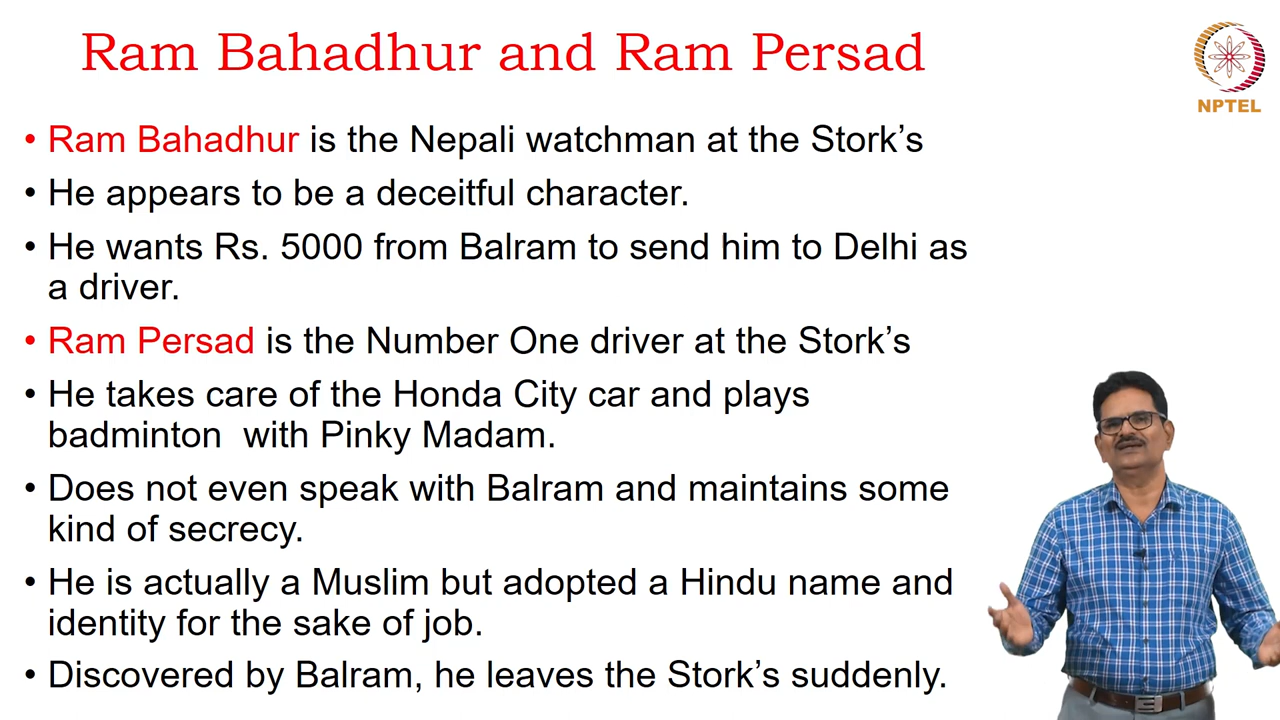 Ram Bahadhur and Ram Persad
NPTEL
• Ram Bahadhur is the Nepali watchman at the Stork's
• He appears to be a deceitful character.
• He wants Rs. 5000 from Balram to send him to Delhi as
a driver.
• Ram Persad is the Number One driver at the Stork's
• He takes care of the Honda City car and plays
badminton  with Pinky Madam.
• Does not even speak with Balram and maintains some
kind of secrecy.
• He is actually a Muslim but adopted a Hindu name and
identity for the sake of job.
• Discovered by Balram, he leaves the Stork's suddenly.